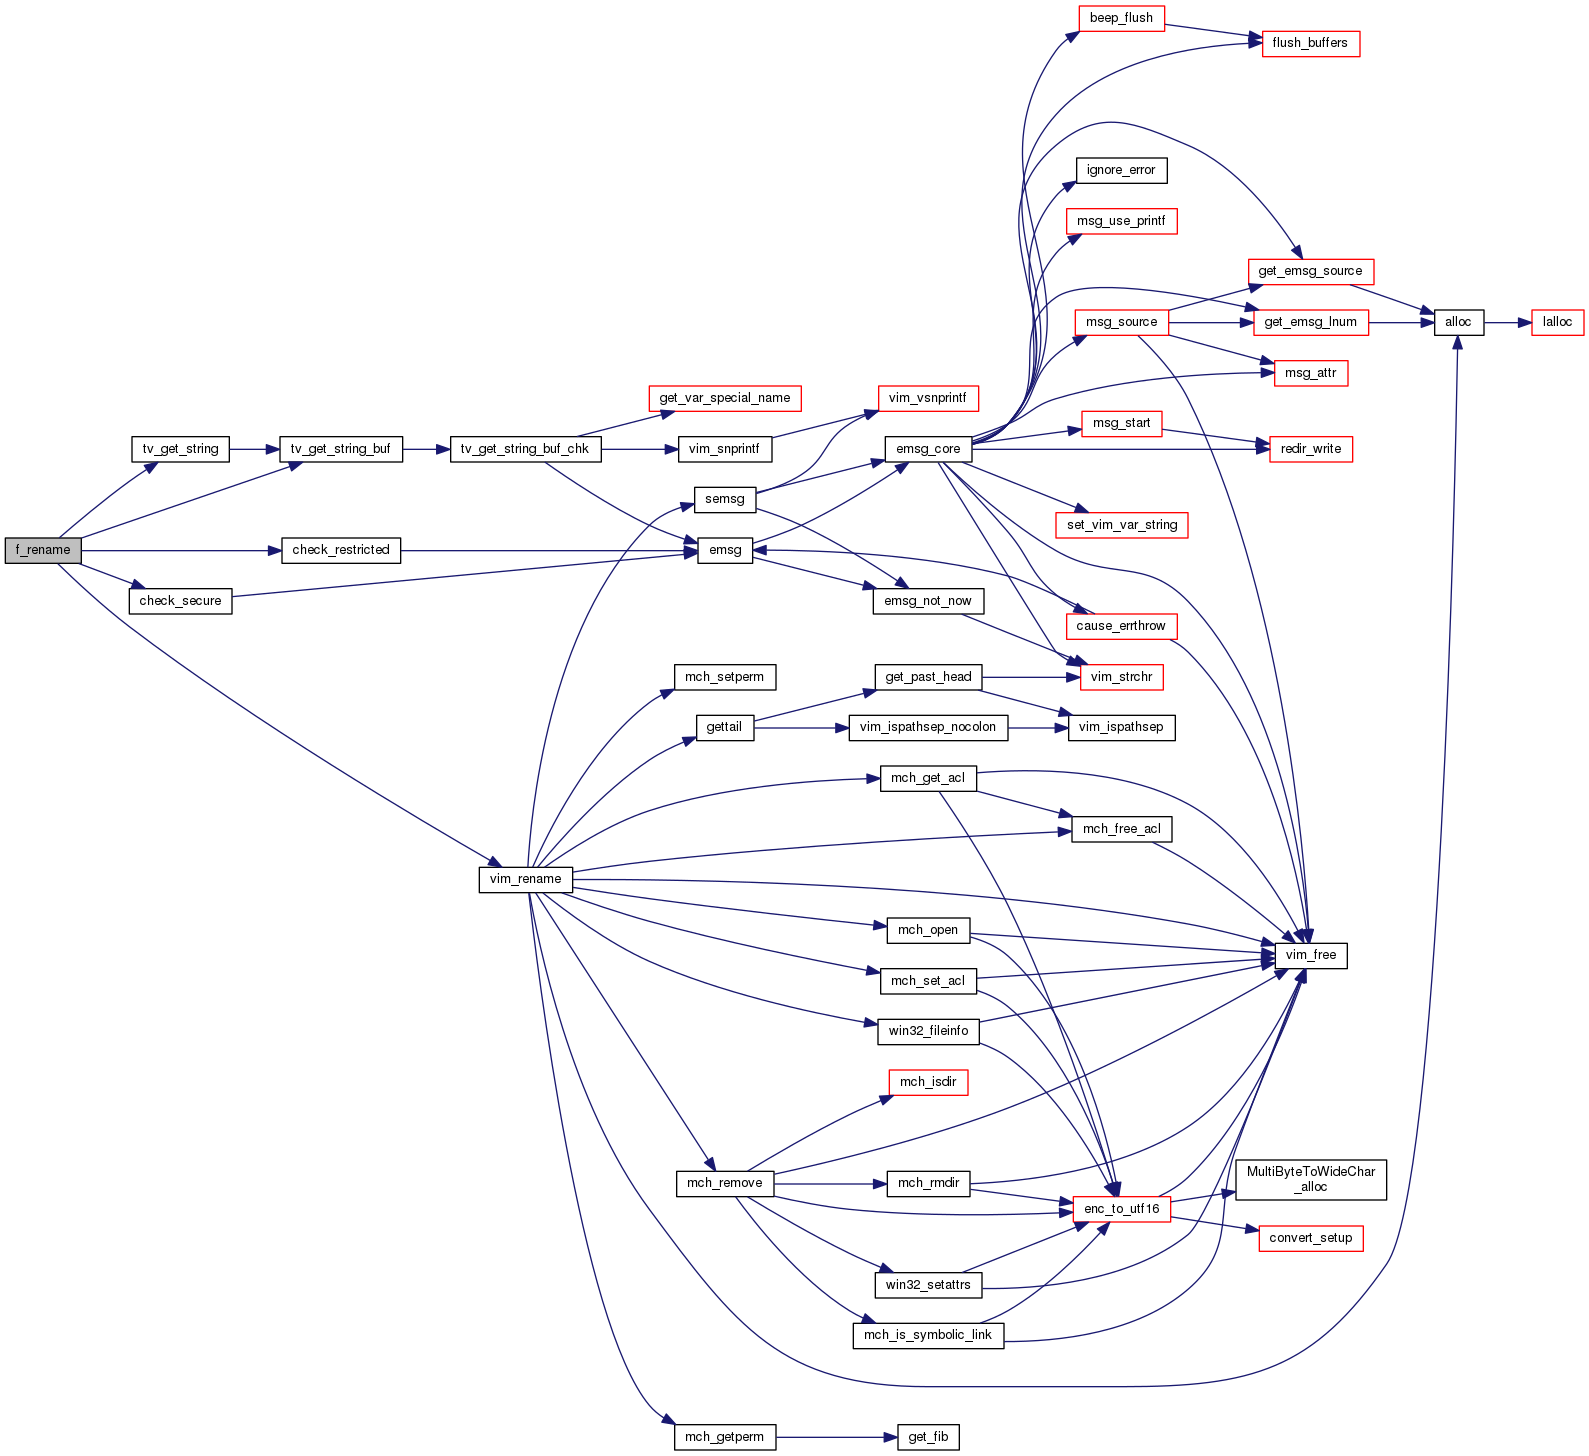 beep_flush
flush_buffers
ignore_error
msg_use_printf
get_emsg_source
msg_source
get_emsg_lnum
alloc
lalloc
msg_attr
get_var_special_name
vim_vsnprintf
msg_start
tv_get_string
tv_get_string_buf
tv_get_string_buf_chk
vim_snprintf
emsg_core
redir_write
semsg
set_vim_var_string
f_rename
check_restricted
emsg
check_secure
emsg_not_now
cause_errthrow
mch_setperm
get_past_head
vim_strchr
gettail
vim_ispathsep_nocolon
vim_ispathsep
mch_get_acl
mch_free_acl
vim_rename
mch_open
vim_free
mch_set_acl
win32_fileinfo
mch_isdir
mch_remove
mch_rmdir
MultiByteToWideChar
_alloc
enc_to_utf16
convert_setup
win32_setattrs
mch_is_symbolic_link
mch_getperm
get_fib